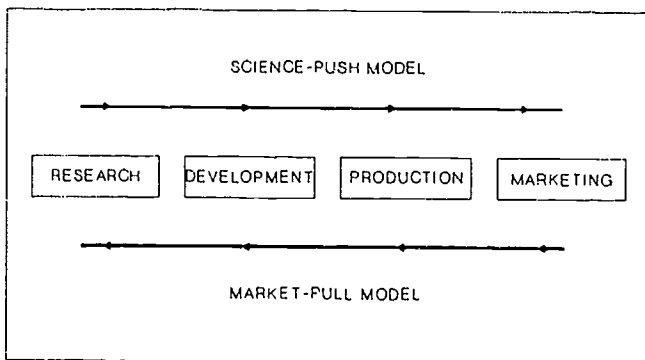 SCIENCE-PUSH MODEL
RESEARCH DEVELOPMENT PRODUCTION MARKETING
MARKET-PULL MODEL